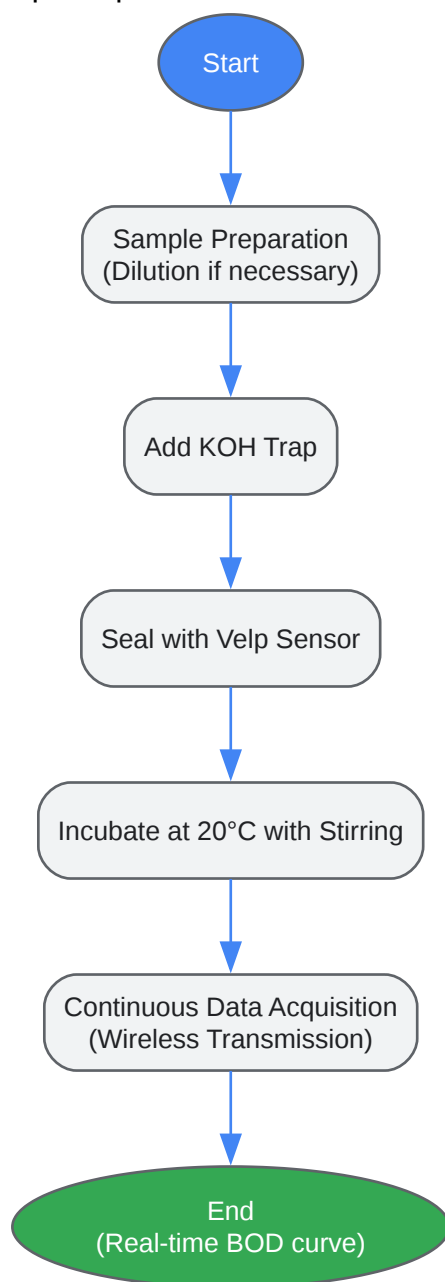 Start
Sample Preparation
(Dilution if necessary)
Add KOH Trap
Seal with Velp Sensor
Incubate at 20°C with Stirring
Continuous Data Acquisition
(Wireless Transmission)
End
(Real-time BOD curve)